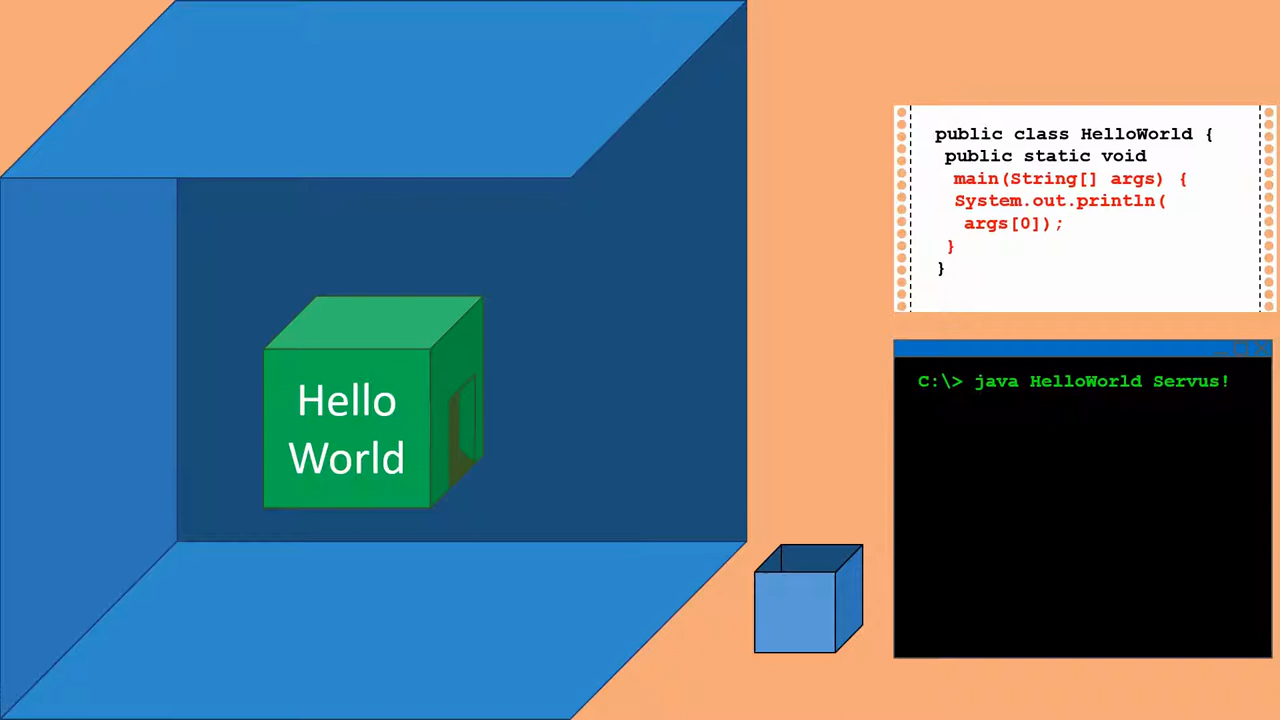 Hello
World
public class HelloWorld {
public static void
main(String[] args) {
System.out.println(
args[0]);
}
}
C:\> java HelloWorld Servus!